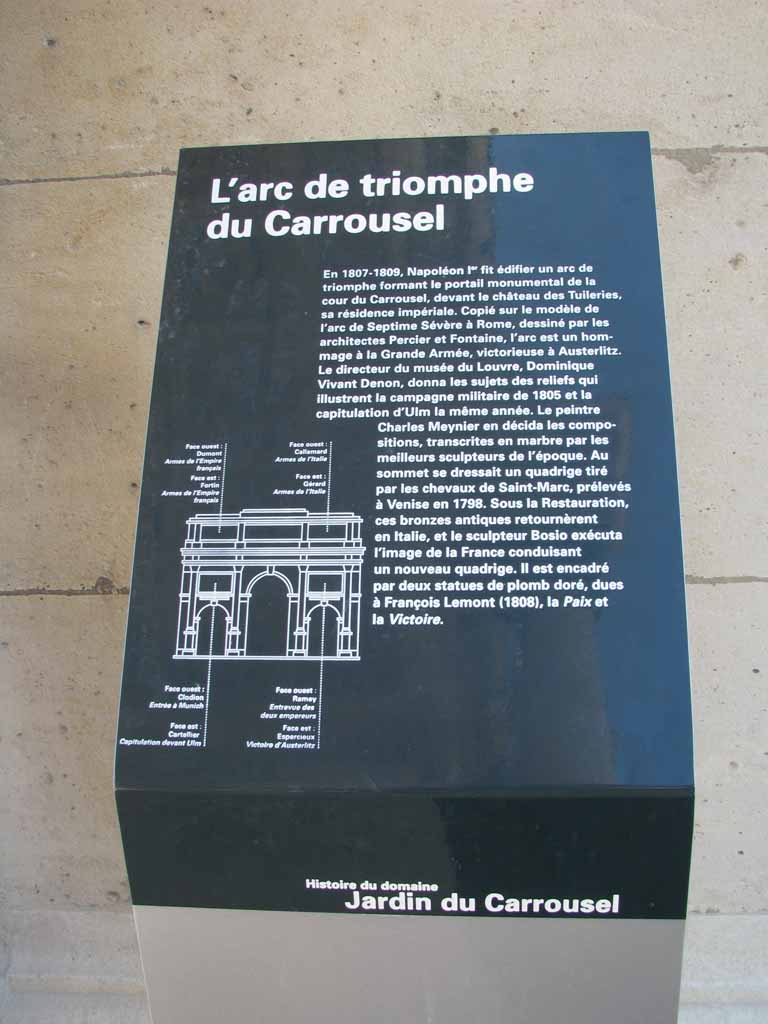 L'arc de triomphe
du Carrousel
En 1807-1809, Napoléon Ier fit édifier un arc de
triomphe formant le portail monumental de la
cour du Carrousel, devant le château des Tuileries,
sa résidence impériale. Copié sur le modèle de
l'arc de Septime Sévère à Rome, dessiné par les
architectes Percier et Fontaine, l'arc est un hom-
mage à la Grande Armée, victorieuse à Austerlitz.
Le directeur du musée du Louvre, Dominique
Vivant Denon, donna les sujets des reliefs qui
illustrent la campagne militaire de 1805 et la
capitulation d'Ulm la même année. Le peintre
Charles Meynier en décida les compo-
sitions, transcrites en marbre par les
meilleurs sculpteurs de l'époque. Au
sommet se dressait un quadrige tiré
par les chevaux de Saint-Marc, prélevés
à Venise en 1798. Sous la Restauration,
ces bronzes antiques retournèrent
en Italie, et le sculpteur Bosio exécuta
l'image de la France conduisant
un nouveau quadrige. Il est encadré
par deux statues de plomb doré, dues
à François Lemont (1808), la Paix et
la Victoire.
Face ouest :
Dumont
Armes de l'Empire
français
Face est :
Fortin
Armes de l'Empire
français
Face ouest :
Callamard
Armes de l'Italie
Face est :
Gérard
Armes de l'Italie
Face ouest :
Clodion
Entrée à Munich
Face est :
Cartellier
Capitulation devant Ulm
Face ouest :
Ramey
Entrevue des
deux empereurs
Face est :
Espercieux
Victoire d'Austerlitz
Histoire du domaine
Jardin du Carrousel